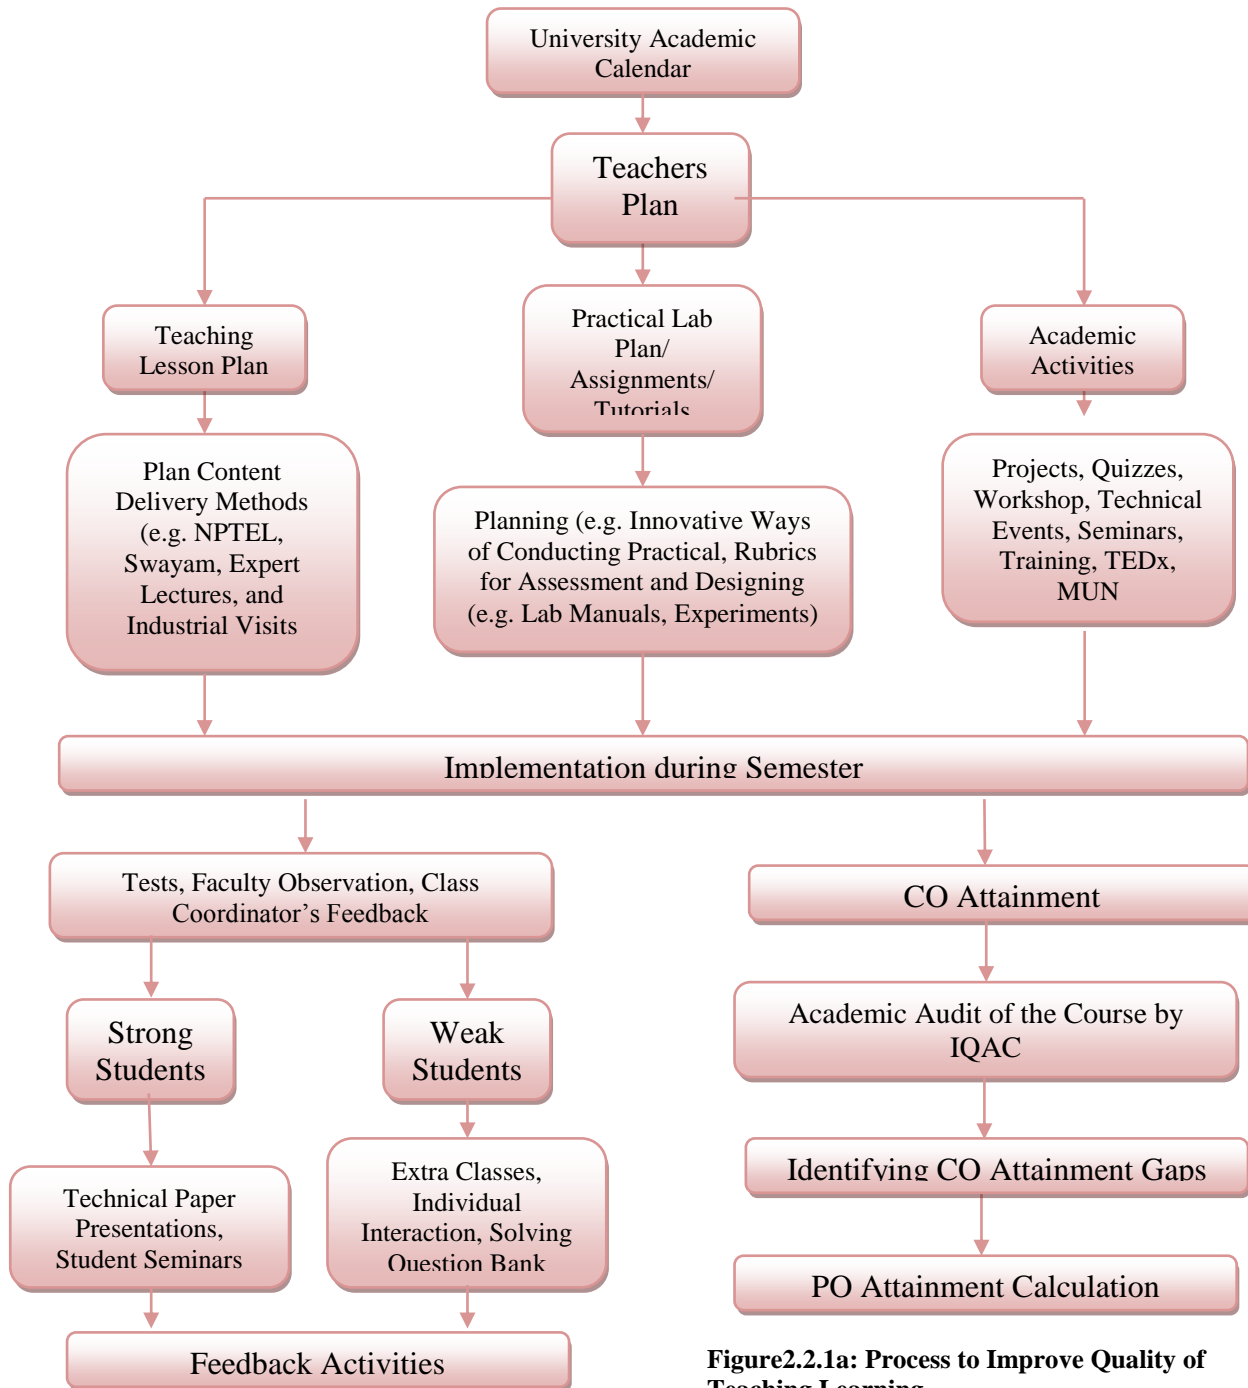 University Academic
Calendar
Teachers
Plan
Teaching
Lesson Plan
Practical Lab
Plan/
Assignments/
Tutorials
Academic
Activities
Plan Content
Delivery Methods
(e.g. NPTEL,
Swayam, Expert
Lectures, and
Industrial Visits
Planning (e.g. Innovative Ways
of Conducting Practical, Rubrics
for Assessment and Designing
(e.g. Lab Manuals, Experiments)
Projects, Quizzes,
Workshop, Technical
Events, Seminars,
Training, TEDx,
MUN
Implementation during Semester
Tests, Faculty Observation, Class
Coordinator’s Feedback
Strong
Students
Weak
Students
Technical Paper
Presentations,
Student Seminars
Extra Classes,
Individual
Interaction, Solving
Question Bank
Feedback Activities
CO Attainment
Academic Audit of the Course by
IQAC
Identifying CO Attainment Gaps
PO Attainment Calculation
Figure2.2.1a: Process to Improve Quality of
Teaching Learning